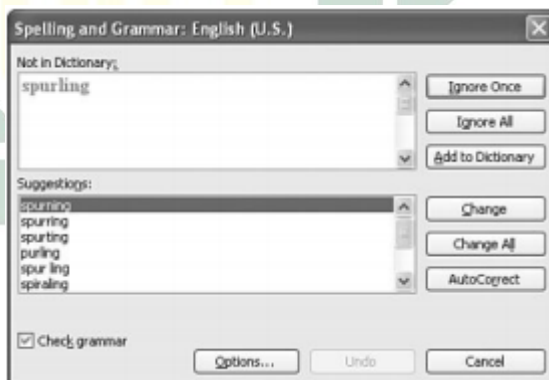 Spelling and Grammar: English (U.S.)
Not in Dictionary:
spurling
Ignore Once
Ignore All
Add to Dictionary
Suggestions:
spurning
spurring
spurting
purling
spur ling
spiraling
Change
Change All
AutoCorrect
Check grammar
Options...
Undo
Cancel